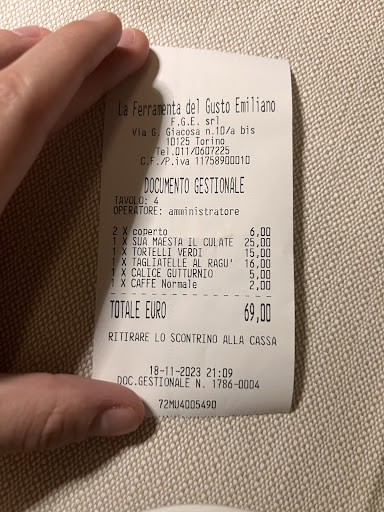 La Ferramenta del Gusto Emiliano
F.G.E. srl
Via G. Giacosa n.10/a bis
10125 Torino
Tel.011/0607225
C.F./P.iva 11758900010
DOCUMENTO GESTIONALE
TAVOLO: 4
OPERATORE: amministratore
2 X coperto 6,00
1 X SUA MAESTA IL CULATE 25,00
1 X TORTELLI VERDI 15,00
1 X TAGLIATELLE AL RAGU' 16,00
1 X CALICE GUTTURNIO 5,00
1 X CAFFE Normale 2,00
TOTALE EURO 69,00
RITIRARE LO SCONTRINO ALLA CASSA
18-11-2023 21:09
DOC.GESTIONALE N. 1786-0004
72MU4005490